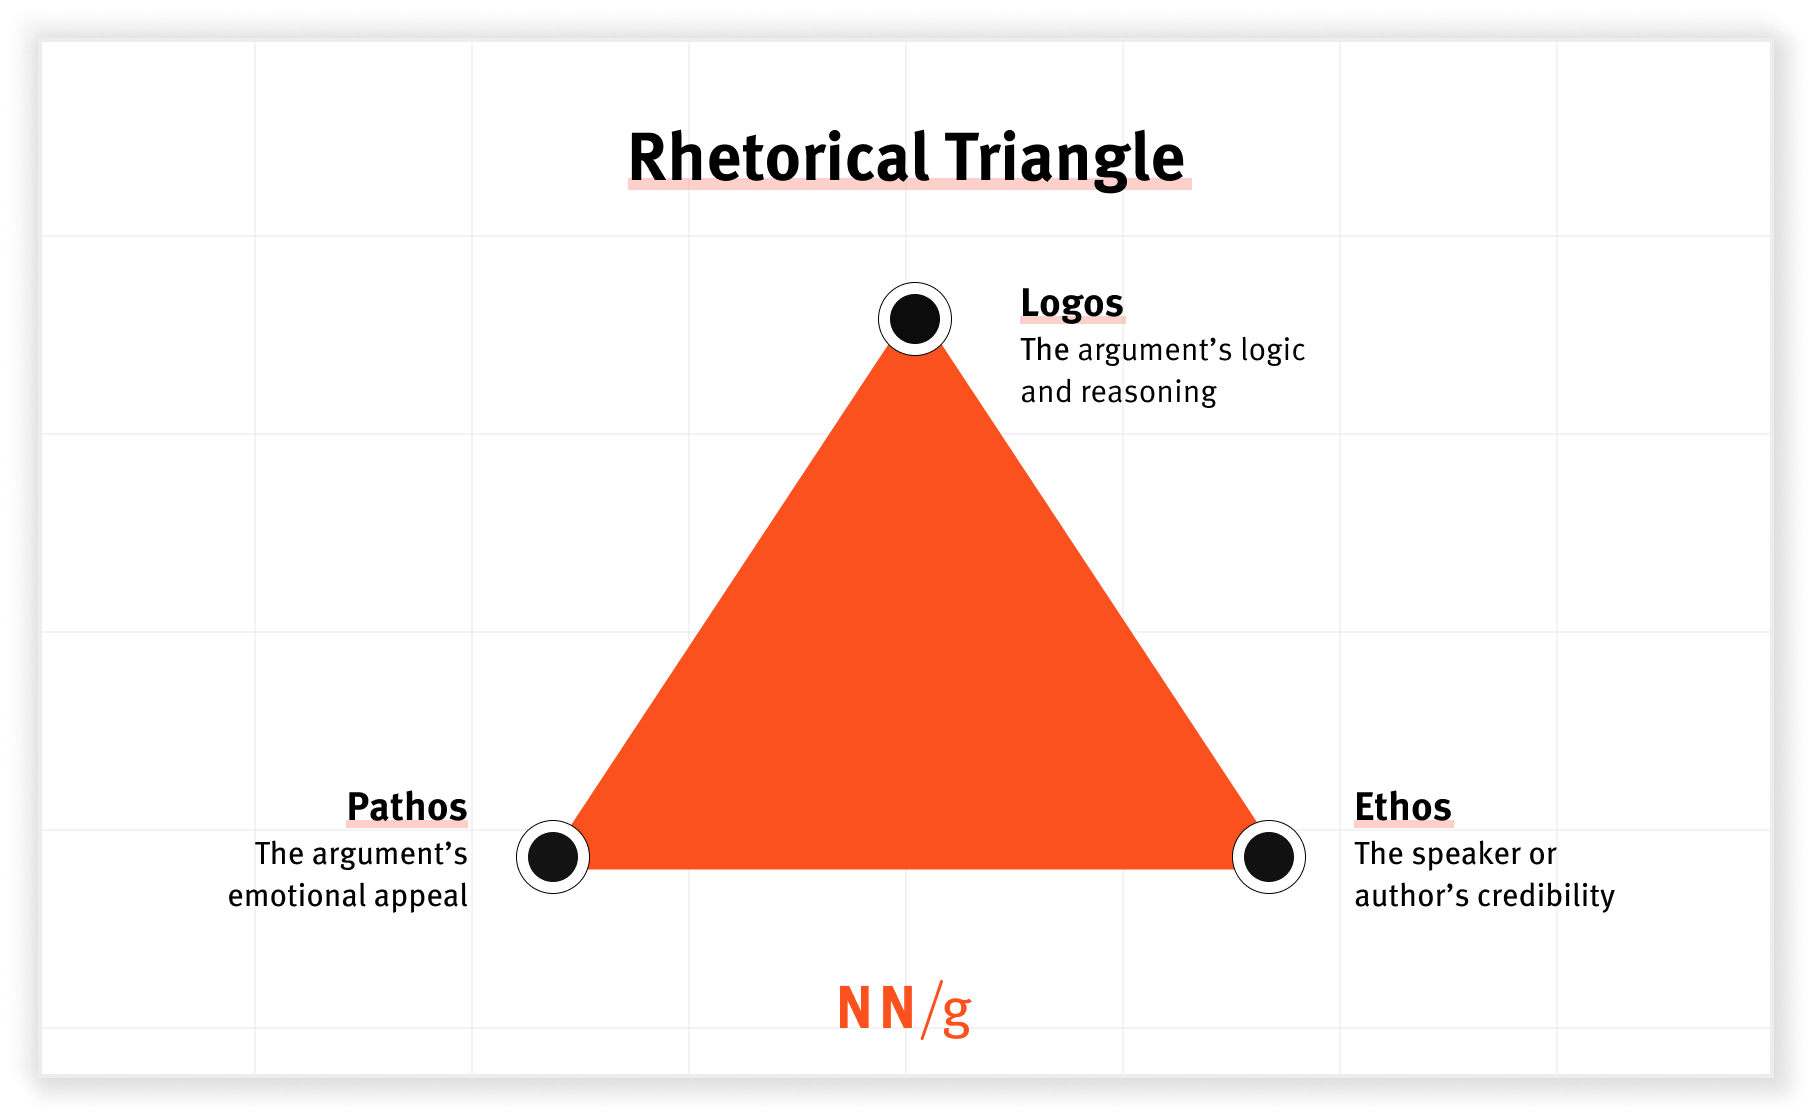 Rhetorical Triangle
Logos
The argument’s logic
and reasoning
Pathos
The argument’s
emotional appeal
Ethos
The speaker or
author’s credibility
NN/g